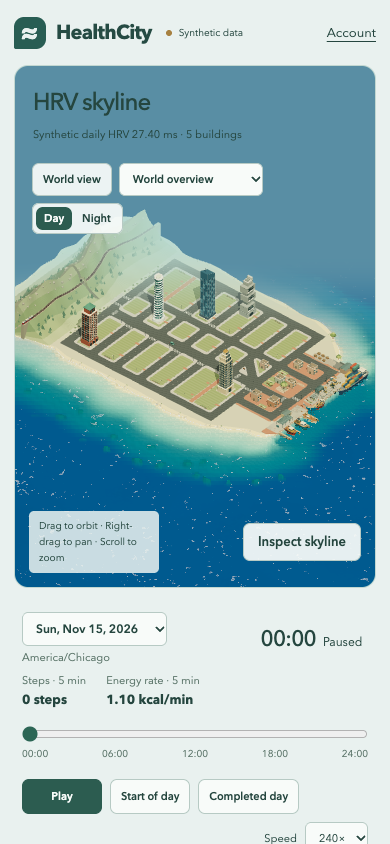 HealthCity
Synthetic data
Account
HRV skyline
Synthetic daily HRV 27.40 ms · 5 buildings
World view
World overview
Day
Night
Drag to orbit · Right-
drag to pan · Scroll to
zoom
Inspect skyline
Sun, Nov 15, 2026
00:00 Paused
America/Chicago
Steps · 5 min
Energy rate · 5 min
0 steps
1.10 kcal/min
00:00
06:00
12:00
18:00
24:00
Play
Start of day
Completed day
Speed
240×